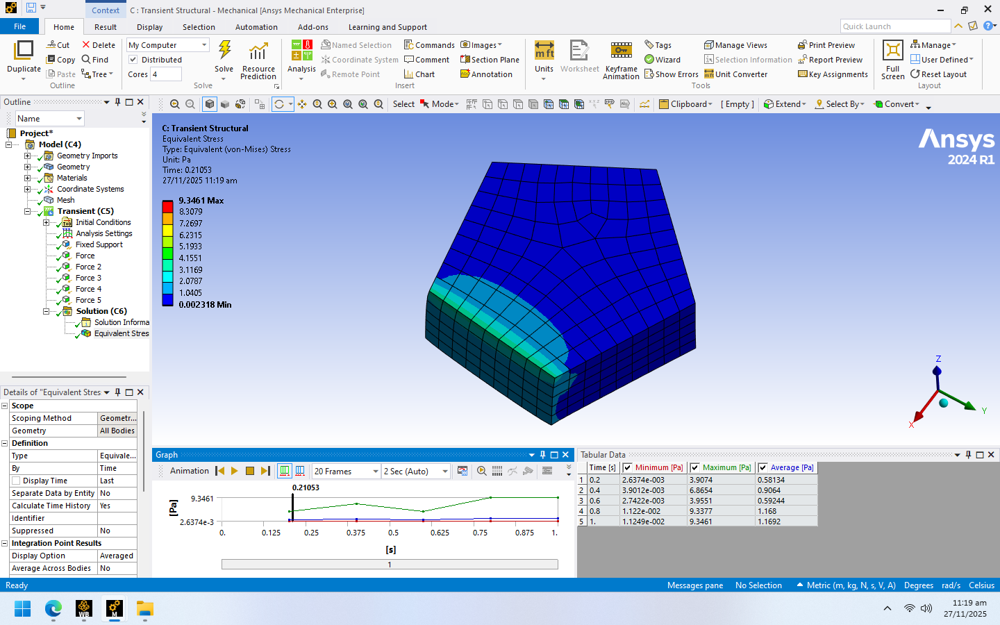 Context
C : Transient Structural - Mechanical [Ansys Mechanical Enterprise]
File
Home
Result
Display
Selection
Automation
Add-ons
Learning and Support
Quick Launch
Duplicate
Cut
Copy
Paste
Delete
Find
Tree
Outline
My Computer
Distributed
Cores
4
Solve
Resource
Prediction
Solve
Analysis
Named Selection
Coordinate System
Remote Point
Commands
Comment
Chart
Images
Section Plane
Annotation
Insert
mft
Units
Worksheet
Keyframe
Animation
Tags
Wizard
Show Errors
Manage Views
Selection Information
Unit Converter
Print Preview
Report Preview
Key Assignments
Tools
Full
Screen
Manage
User Defined
Reset Layout
Layout
Outline
Select
Mode
Clipboard
[ Empty ]
Extend
Select By
Convert
Name
Project*
Model (C4)
Geometry Imports
Geometry
Materials
Coordinate Systems
Mesh
Transient (C5)
Initial Conditions
Analysis Settings
Fixed Support
Force
Force 2
Force 3
Force 4
Force 5
Solution (C6)
Solution Informa
Equivalent Stres
C: Transient Structural
Equivalent Stress
Type: Equivalent (von-Mises) Stress
Unit: Pa
Time: 0.21053
27/11/2025 11:19 am
9.3461 Max
8.3079
7.2697
6.2315
5.1933
4.1551
3.1169
2.0787
1.0405
0.002318 Min
Ansys
2024 R1
Z
Y
X
Details of "Equivalent Stres
Scope
Scoping Method Geometr...
Geometry All Bodies
Definition
Type Equivale...
By Time
Display Time Last
Separate Data by Entity No
Calculate Time History Yes
Identifier
Suppressed No
Integration Point Results
Display Option Averaged
Average Across Bodies No
Graph
Animation
20 Frames
2 Sec (Auto)
0.21053
9.3461
[Pa]
2.6374e-3
0. 0.125 0.25 0.375 0.5 0.625 0.75 0.875 1.
[s]
1
Tabular Data
Time [s] Minimum [Pa] Maximum [Pa] Average [Pa]
1 0.2 2.6374e-003 3.9074 0.58134
2 0.4 3.9012e-003 6.8654 0.9064
3 0.6 2.7422e-003 3.9551 0.59244
4 0.8 1.122e-002 9.3377 1.168
5 1. 1.1249e-002 9.3461 1.1692
Ready
Messages pane
No Selection
Metric (m, kg, N, s, V, A)
Degrees
rad/s
Celsius
WB
M
11:19 am
27/11/2025